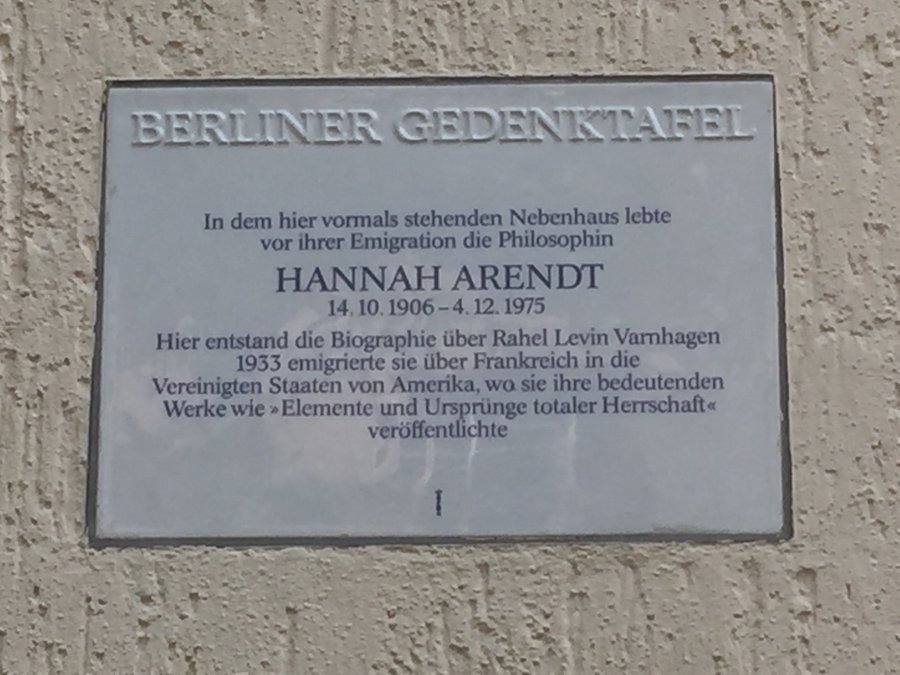 BERLINER GEDENKTAFEL
In dem hier vormals stehenden Nebenhaus lebte
vor ihrer Emigration die Philosophin
HANNAH ARENDT
14.10.1906 – 4.12.1975
Hier entstand die Biographie über Rahel Levin Varnhagen
1933 emigrierte sie über Frankreich in die
Vereinigten Staaten von Amerika, wo sie ihre bedeutenden
Werke wie »Elemente und Ursprünge totaler Herrschaft«
veröffentlichte